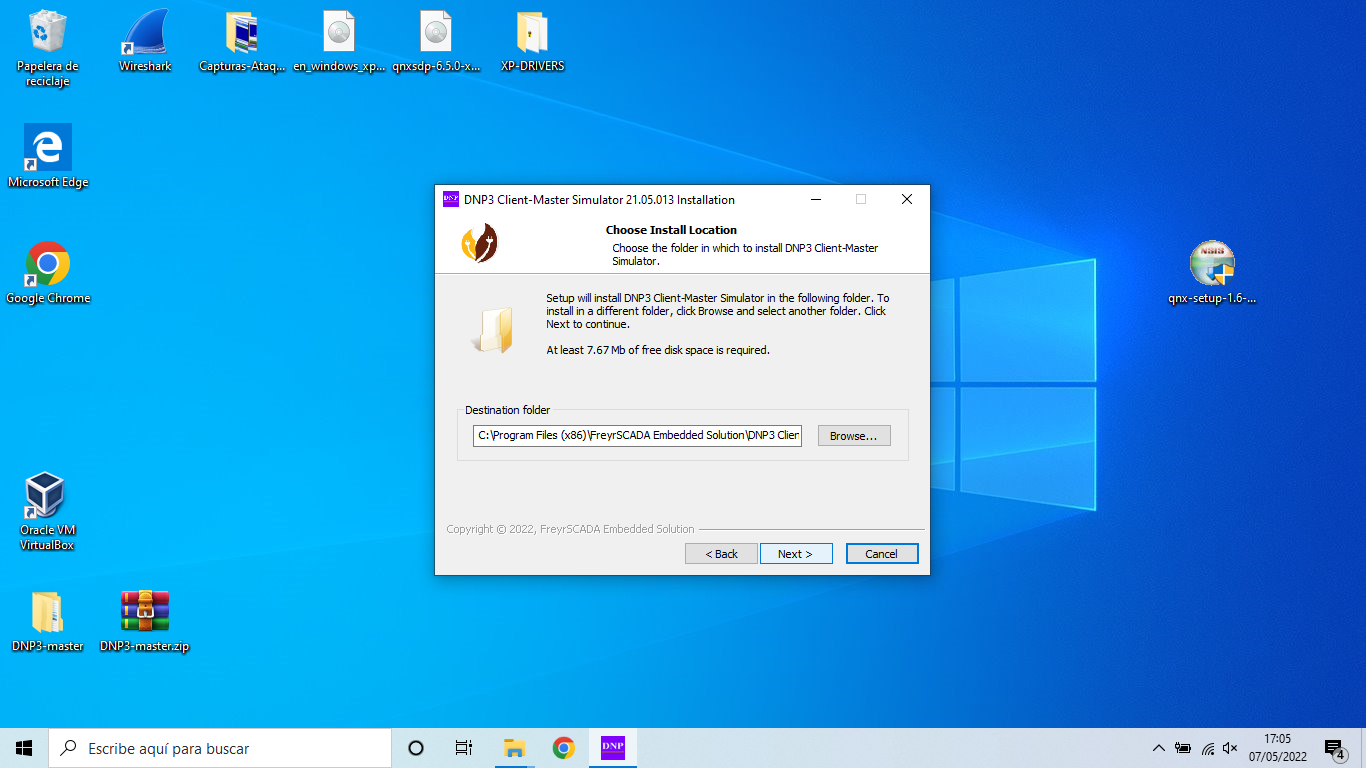 Papelera de
reciclaje
Wireshark
Capturas-Ataq...
en_windows_xp...
qnxsdp-6.5.0-x...
XP-DRIVERS
Microsoft Edge
Google Chrome
NSIS
qnx-setup-1.6-...
Oracle VM
VirtualBox
DNP3-master
DNP3-master.zip
DNP
DNP3 Client-Master Simulator 21.05.013 Installation
Choose Install Location
Choose the folder in which to install DNP3 Client-Master
Simulator.
Setup will install DNP3 Client-Master Simulator in the following folder. To
install in a different folder, click Browse and select another folder. Click
Next to continue.
At least 7.67 Mb of free disk space is required.
Destination folder
C:\Program Files (x86)\FreyrSCADA Embedded Solution\DNP3 Clien
Browse...
Copyright © 2022, FreyrSCADA Embedded Solution
< Back
Next >
Cancel
Escribe aquí para buscar
DNP
17:05
07/05/2022
4